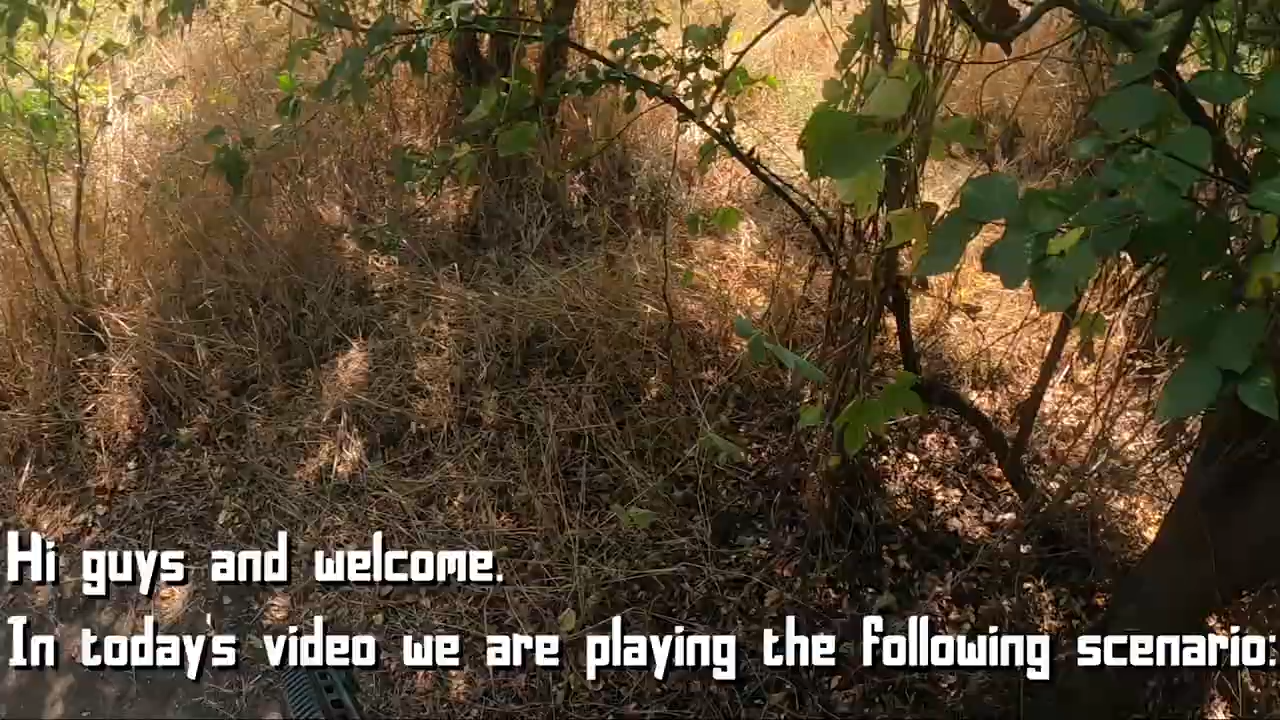 Hi guys and welcome.
In today's video we are playing the following scenario: